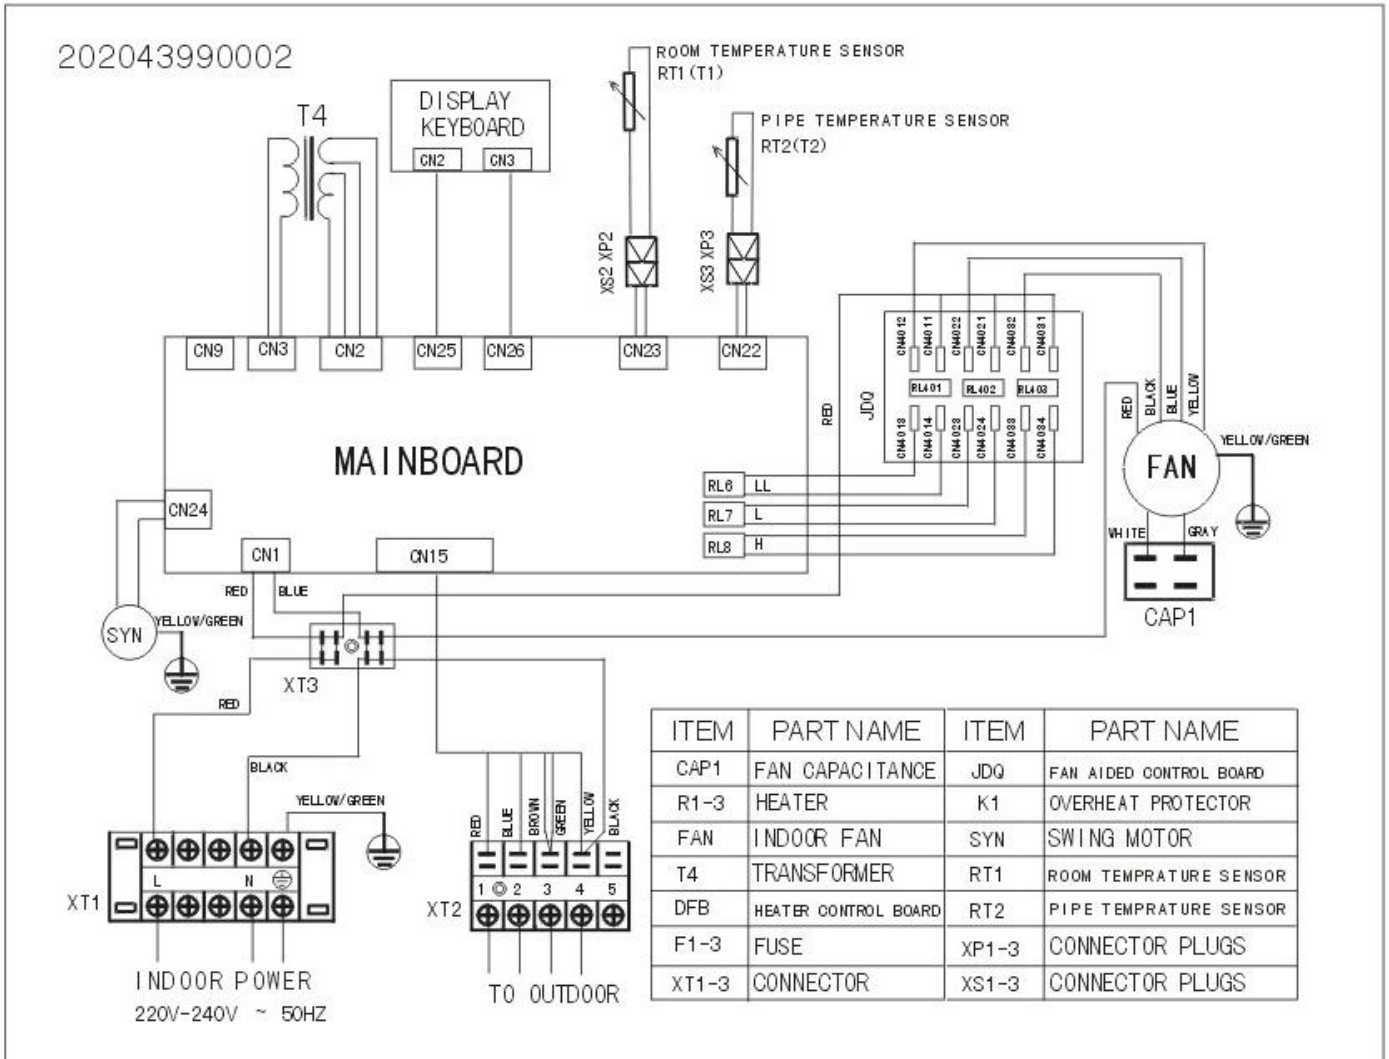 202043990002
ROOM TEMPERATURE SENSOR
RT1(T1)
T4
DISPLAY
KEYBOARD
CN2
CN3
PIPE TEMPERATURE SENSOR
RT2(T2)
XS2 XP2
XS3 XP3
CN9
CN3
CN2
CN25
CN26
CN23
CN22
CN4012
CN4011
CN4022
CN4021
CN4032
CN4031
RL401
RL402
RL403
JDQ
RED
CN4013
CN4014
CN4023
CN4024
CN4033
CN4034
RED
BLACK
BLUE
YELLOW
FAN
YELLOW/GREEN
WHITE
GRAY
CAP1
MAINBOARD
RL6
LL
RL7
L
RL8
H
CN24
CN1
CN15
RED
BLUE
SYN
YELLOW/GREEN
XT3
RED
BLACK
YELLOW/GREEN
XT1
L
N
INDOOR POWER
220V-240V ~ 50HZ
RED
BLUE
BROWN
GREEN
YELLOW
BLACK
XT2
1 2 3 4 5
TO OUTDOOR
ITEM PART NAME ITEM PART NAME
CAP1 FAN CAPACITANCE JDQ FAN AIDED CONTROL BOARD
R1-3 HEATER K1 OVERHEAT PROTECTOR
FAN INDOOR FAN SYN SWING MOTOR
T4 TRANSFORMER RT1 ROOM TEMPRATURE SENSOR
DFB HEATER CONTROL BOARD RT2 PIPE TEMPRATURE SENSOR
F1-3 FUSE XP1-3 CONNECTOR PLUGS
XT1-3 CONNECTOR XS1-3 CONNECTOR PLUGS